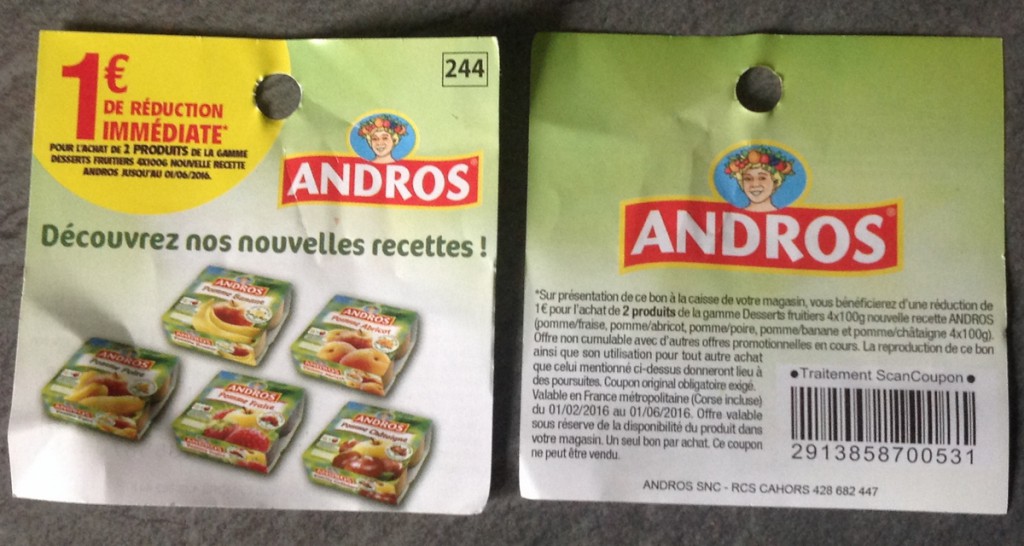 1€
DE RÉDUCTION
IMMÉDIATE*
POUR L'ACHAT DE 2 PRODUITS DE LA GAMME
DESSERTS FRUITIERS 4X100G NOUVELLE RECETTE
ANDROS JUSQU'AU 01/06/2016.
244
ANDROS
Découvrez nos nouvelles recettes !
ANDROS
Pomme Banane
ANDROS
Pomme Abricot
ANDROS
Pomme Poire
ANDROS
Pomme Fraise
ANDROS
Pomme Châtaigne
ANDROS®
*Sur présentation de ce bon à la caisse de votre magasin, vous bénéficierez d'une réduction de
1€ pour l'achat de 2 produits de la gamme Desserts fruitiers 4x100g nouvelle recette ANDROS
(pomme/fraise, pomme/abricot, pomme/poire, pomme/banane et pomme/châtaigne 4x100g).
Offre non cumulable avec d'autres offres promotionnelles en cours. La reproduction de ce bon
ainsi que son utilisation pour tout autre achat
que celui mentionné ci-dessus donneront lieu à
des poursuites. Coupon original obligatoire exigé.
Valable en France métropolitaine (Corse incluse)
du 01/02/2016 au 01/06/2016. Offre valable
sous réserve de la disponibilité du produit dans
votre magasin. Un seul bon par achat. Ce coupon
ne peut être vendu.
•Traitement ScanCoupon•
2913858700531
ANDROS SNC - RCS CAHORS 428 682 447